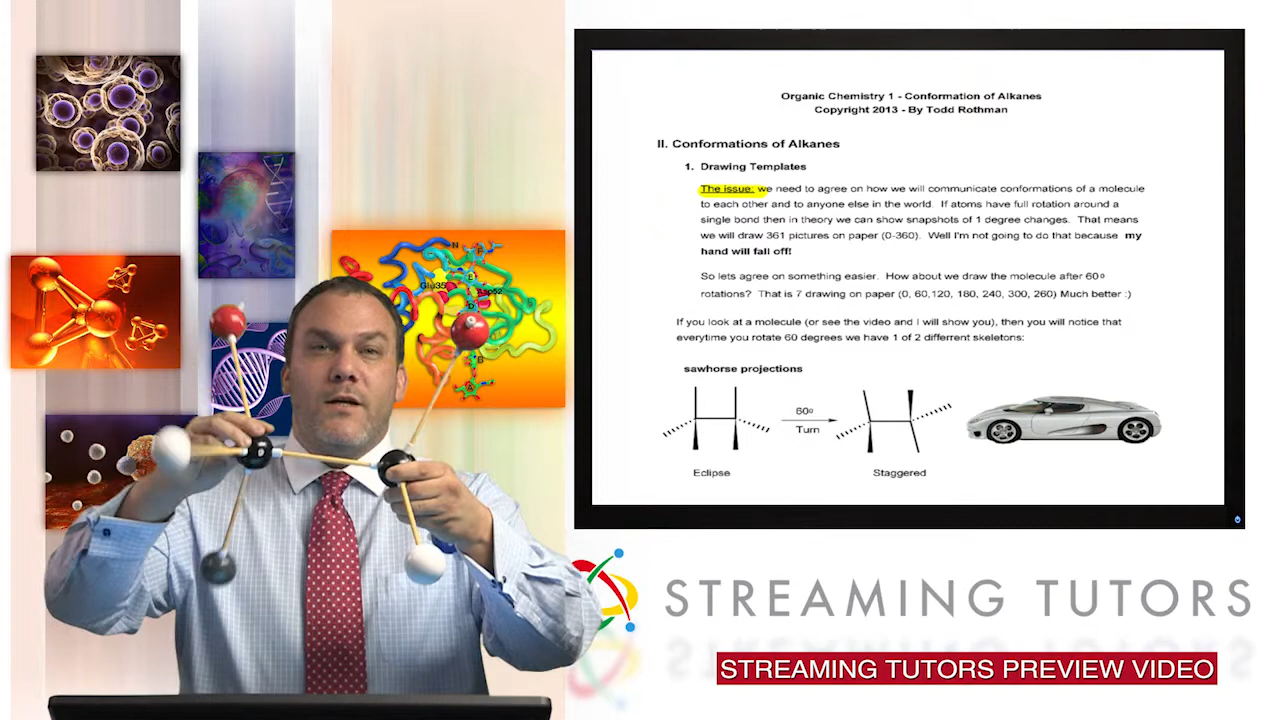 Organic Chemistry 1 - Conformation of Alkanes
Copyright 2013 - By Todd Rothman
II. Conformations of Alkanes
1. Drawing Templates
The issue: we need to agree on how we will communicate conformations of a molecule
to each other and to anyone else in the world. If atoms have full rotation around a
single bond then in theory we can show snapshots of 1 degree changes. That means
we will draw 361 pictures on paper (0-360). Well I'm not going to do that because my
hand will fall off!
So lets agree on something easier. How about we draw the molecule after 60º
rotations? That is 7 drawing on paper (0, 60,120, 180, 240, 300, 260) Much better :)
If you look at a molecule (or see the video and I will show you), then you will notice that
everytime you rotate 60 degrees we have 1 of 2 differrent skeletons:
sawhorse projections
60º
Turn
Eclipse
Staggered
N
F
E
Glu35
Asp52
D
B
A
STREAMING TUTORS
STREAMING TUTORS PREVIEW VIDEO